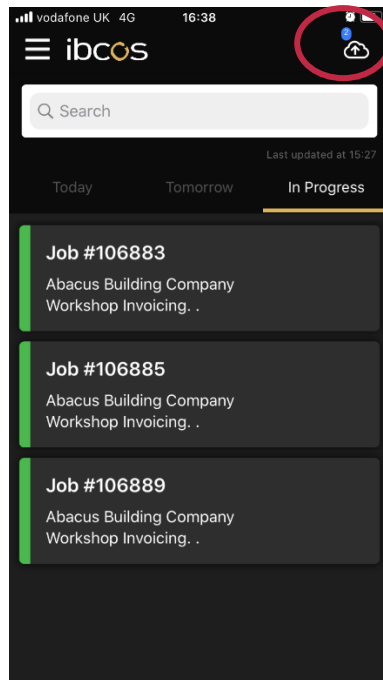 vodafone UK 4G 16:38
ibcos
2
Search
Last updated at 15:27
Today Tomorrow In Progress
Job #106883
Abacus Building Company
Workshop Invoicing. .
Job #106885
Abacus Building Company
Workshop Invoicing. .
Job #106889
Abacus Building Company
Workshop Invoicing. .